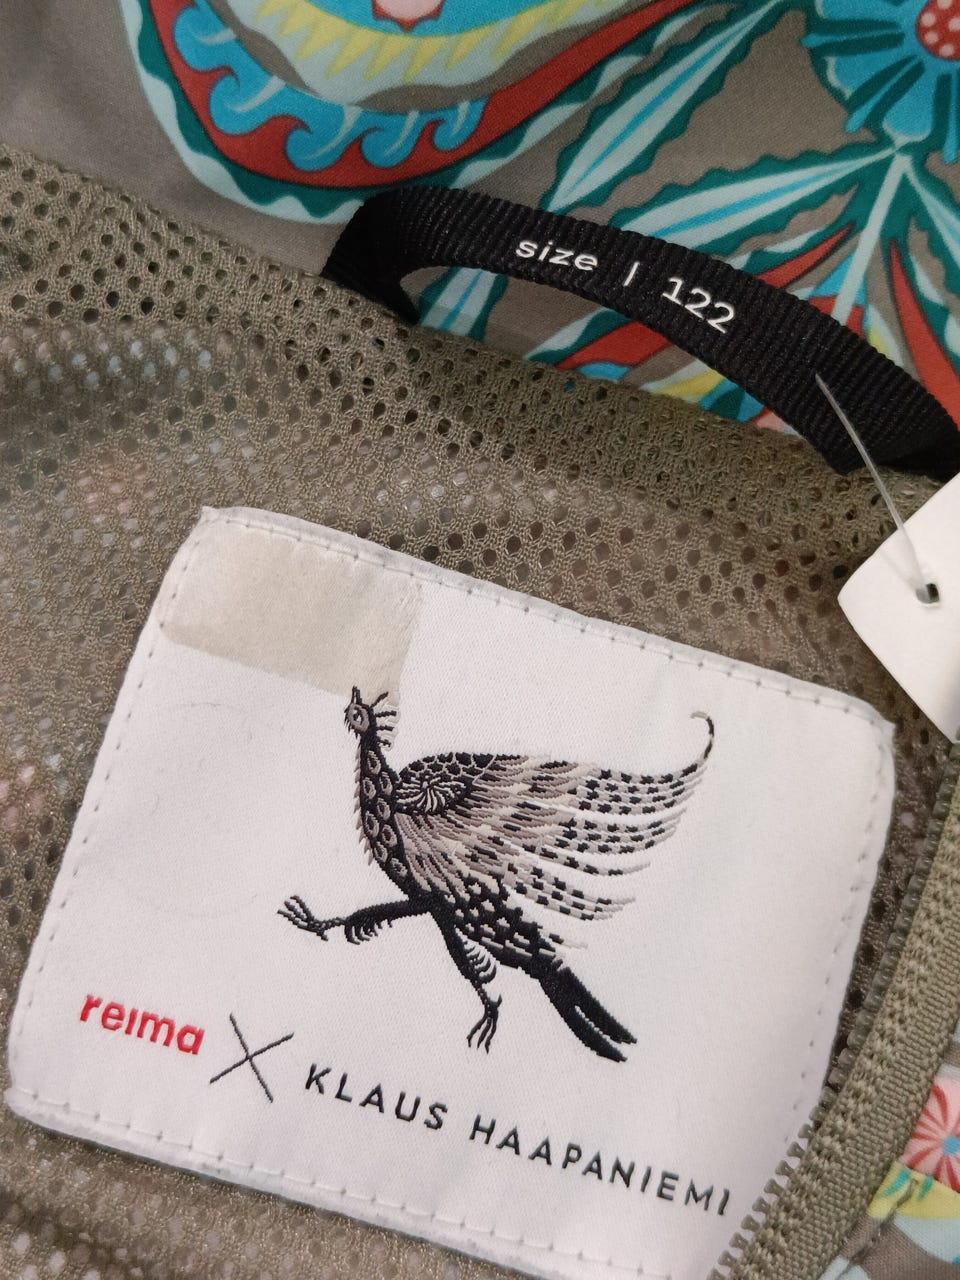 size | 122
reima X KLAUS HAAPANIEMI